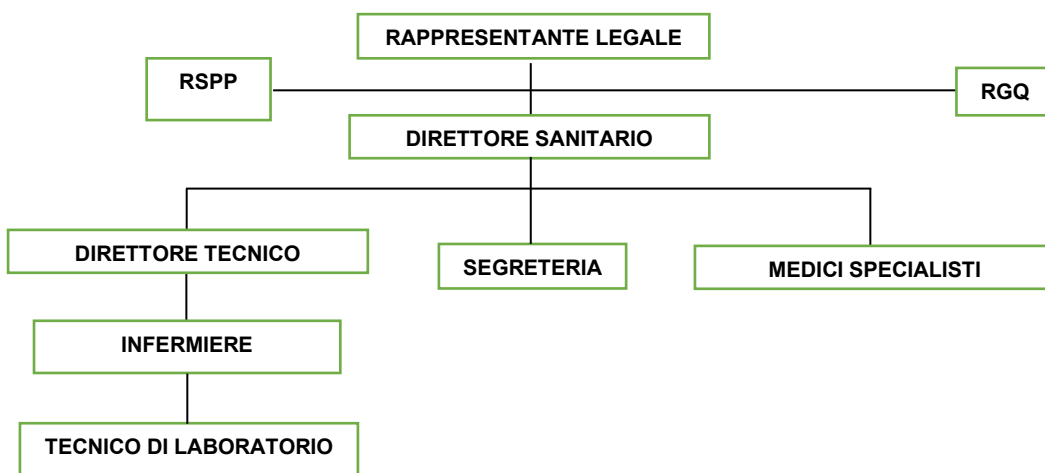 RAPPRESENTANTE LEGALE
RSPP
RGQ
DIRETTORE SANITARIO
DIRETTORE TECNICO
SEGRETERIA
MEDICI SPECIALISTI
INFERMIERE
TECNICO DI LABORATORIO